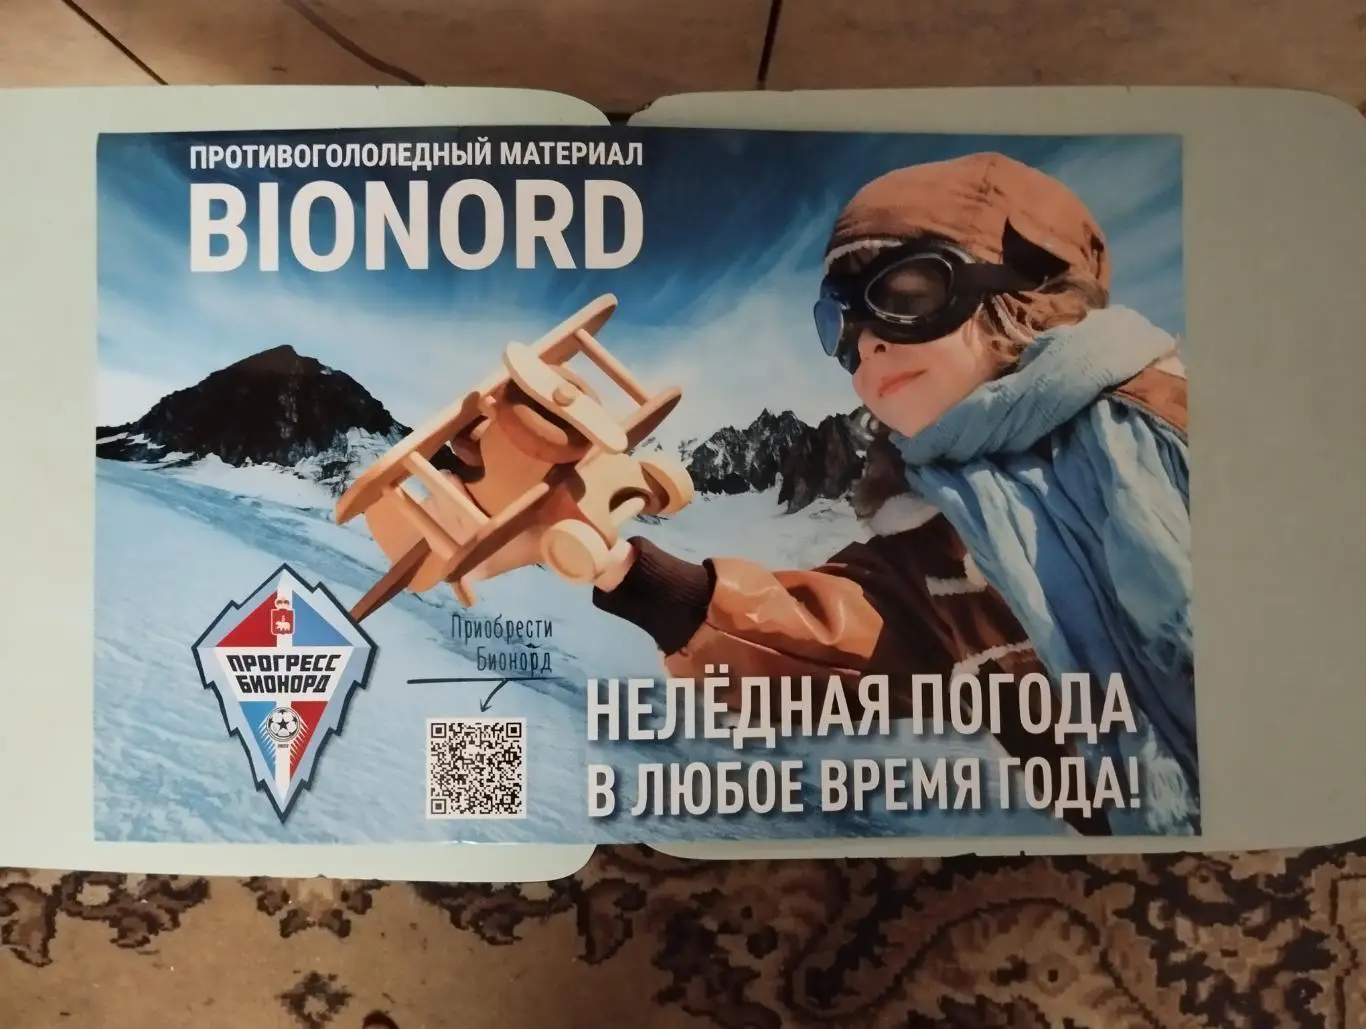 ПРОТИВОГОЛОЛЕДНЫЙ МАТЕРИАЛ
BIONORD
ПРОГРЕСС
БИОНОРД
Приобрести
Бионорд
НЕЛЁДНАЯ ПОГОДА
В ЛЮБОЕ ВРЕМЯ ГОДА!